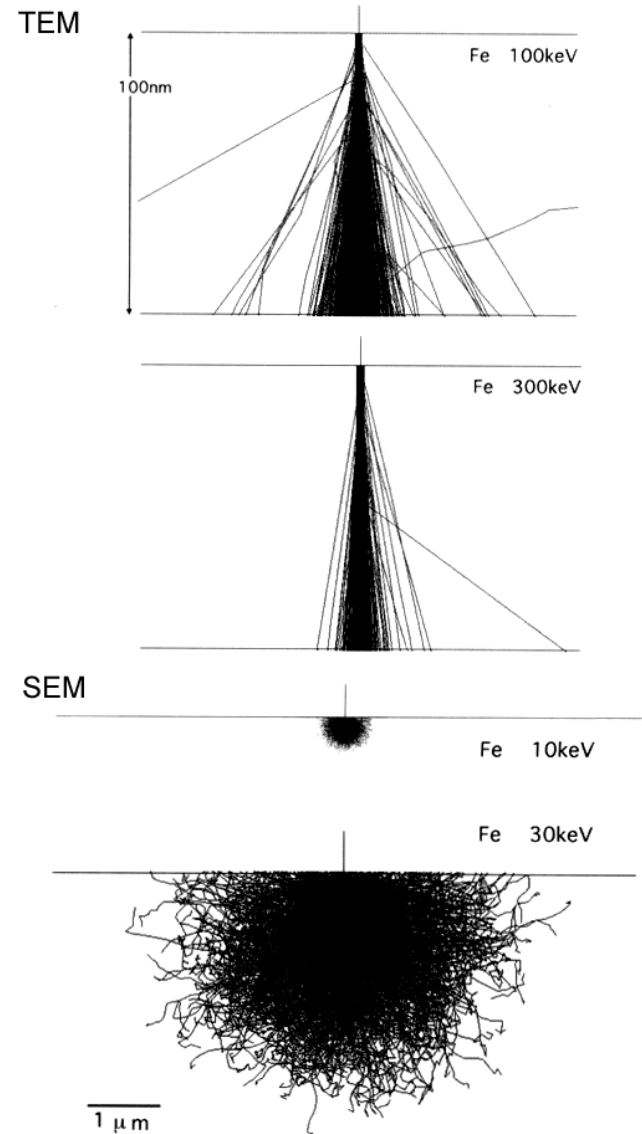 TEM
Fe 100keV
100nm
Fe 300keV
SEM
Fe 10keV
Fe 30keV
1 μm